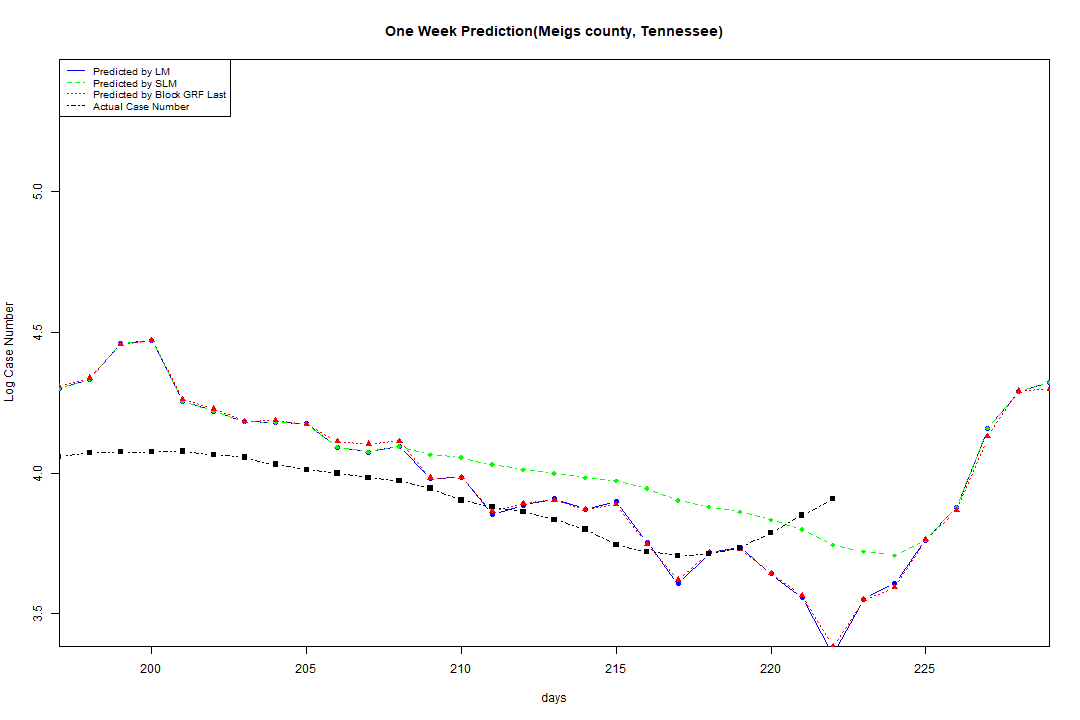 One Week Prediction(Meigs county, Tennessee)
Predicted by LM
Predicted by SLM
Predicted by Block GRF Last
Actual Case Number
5.0
4.5
4.0
3.5
Log Case Number
200 205 210 215 220 225
days